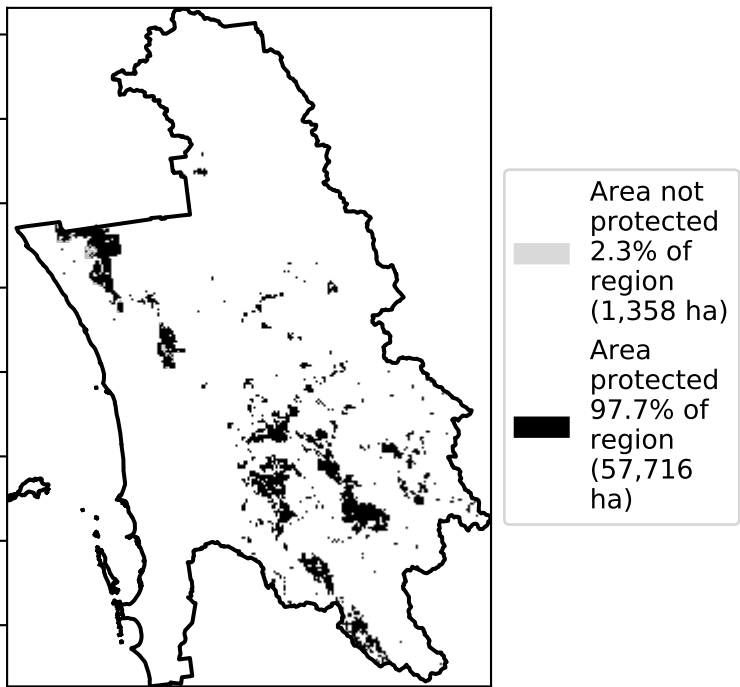 Area not
protected
2.3% of
region
(1,358 ha)
Area
protected
97.7% of
region
(57,716
ha)